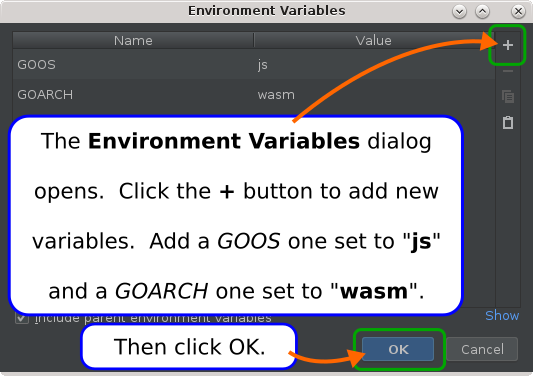 Environment Variables
Name Value
GOOS js
GOARCH wasm
The Environment Variables dialog
opens. Click the + button to add new
variables. Add a GOOS one set to "js"
and a GOARCH one set to "wasm".
Include parent environment variables
Show
Then click OK.
OK Cancel